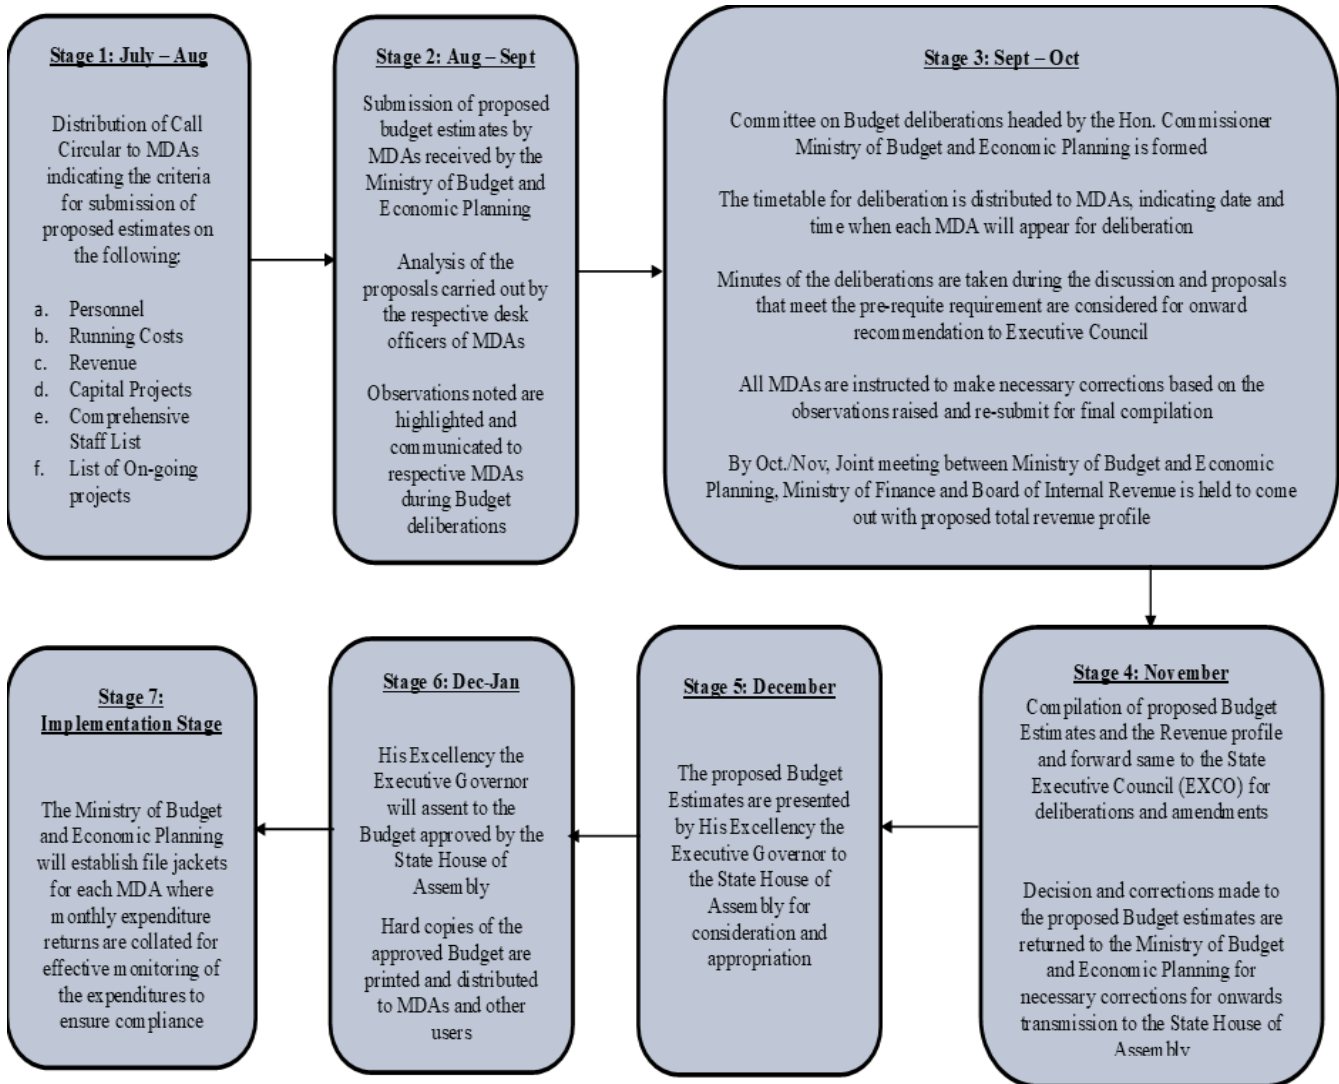 Stage 1: July – Aug
Distribution of Call
Circular to MDAs
indicating the criteria
for submission of
proposed estimates on
the following:
a. Personnel
b. Running Costs
c. Revenue
d. Capital Projects
e. Comprehensive
Staff List
f. List of On-going
projects
Stage 2: Aug – Sept
Submission of proposed
budget estimates by
MDAs received by the
Ministry of Budget and
Economic Planning
Analysis of the
proposals carried out by
the respective desk
officers of MDAs
Observations noted are
highlighted and
communicated to
respective MDAs
during Budget
deliberations
Stage 3: Sept – Oct
Committee on Budget deliberations headed by the Hon. Commissioner
Ministry of Budget and Economic Planning is formed
The timetable for deliberation is distributed to MDAs, indicating date and
time when each MDA will appear for deliberation
Minutes of the deliberations are taken during the discussion and proposals
that meet the pre-requite requirement are considered for onward
recommendation to Executive Council
All MDAs are instructed to make necessary corrections based on the
observations raised and re-submit for final compilation
By Oct./Nov, Joint meeting between Ministry of Budget and Economic
Planning, Ministry of Finance and Board of Internal Revenue is held to come
out with proposed total revenue profile
Stage 4: November
Compilation of proposed Budget
Estimates and the Revenue profile
and forward same to the State
Executive Council (EXCO) for
deliberations and amendments
Decision and corrections made to
the proposed Budget estimates are
returned to the Ministry of Budget
and Economic Planning for
necessary corrections for onwards
transmission to the State House of
Assembly
Stage 5: December
The proposed Budget
Estimates are presented
by His Excellency the
Executive Governor to
the State House of
Assembly for
consideration and
appropriation
Stage 6: Dec-Jan
His Excellency the
Executive Governor
will assent to the
Budget approved by the
State House of
Assembly
Hard copies of the
approved Budget are
printed and distributed
to MDAs and other
users
Stage 7:
Implementation Stage
The Ministry of Budget
and Economic Planning
will establish file jackets
for each MDA where
monthly expenditure
returns are collated for
effective monitoring of
the expenditures to
ensure compliance